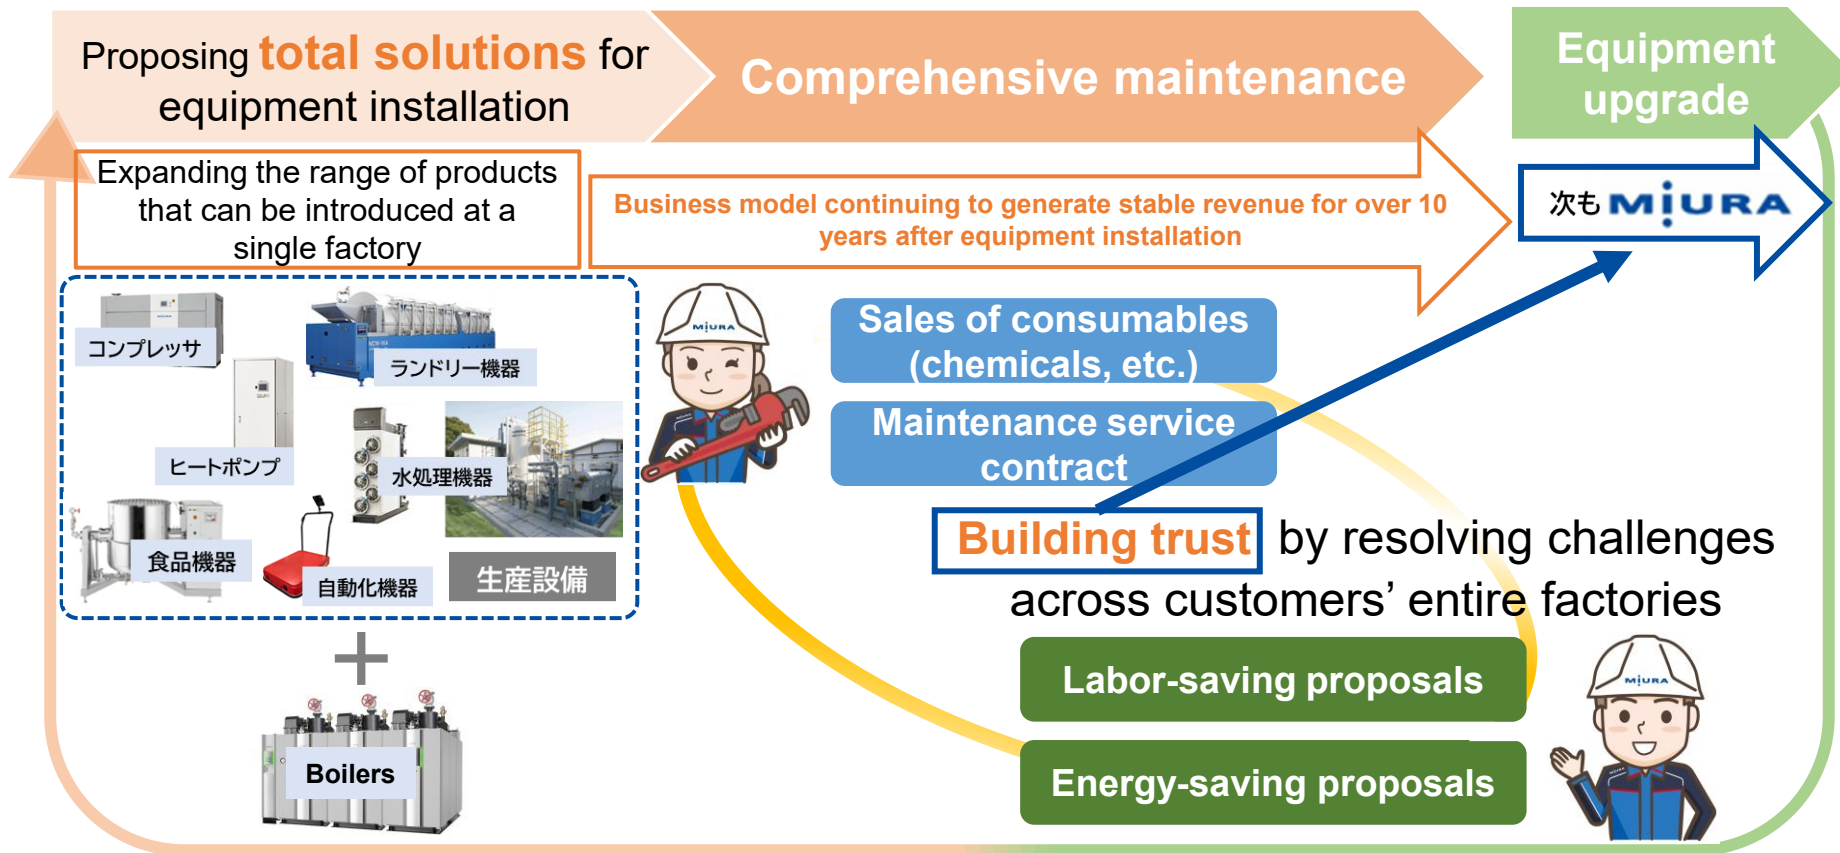 Proposing total solutions for
equipment installation
Comprehensive maintenance
Equipment
upgrade
Expanding the range of products
that can be introduced at a
single factory
Business model continuing to generate stable revenue for over 10
years after equipment installation
次も MIURA
コンプレッサ
ランドリー機器
ヒートポンプ
水処理機器
食品機器
自動化機器
生産設備
+
Boilers
MIURA
Sales of consumables
(chemicals, etc.)
Maintenance service
contract
Building trust by resolving challenges
across customers’ entire factories
Labor-saving proposals
Energy-saving proposals
MIURA